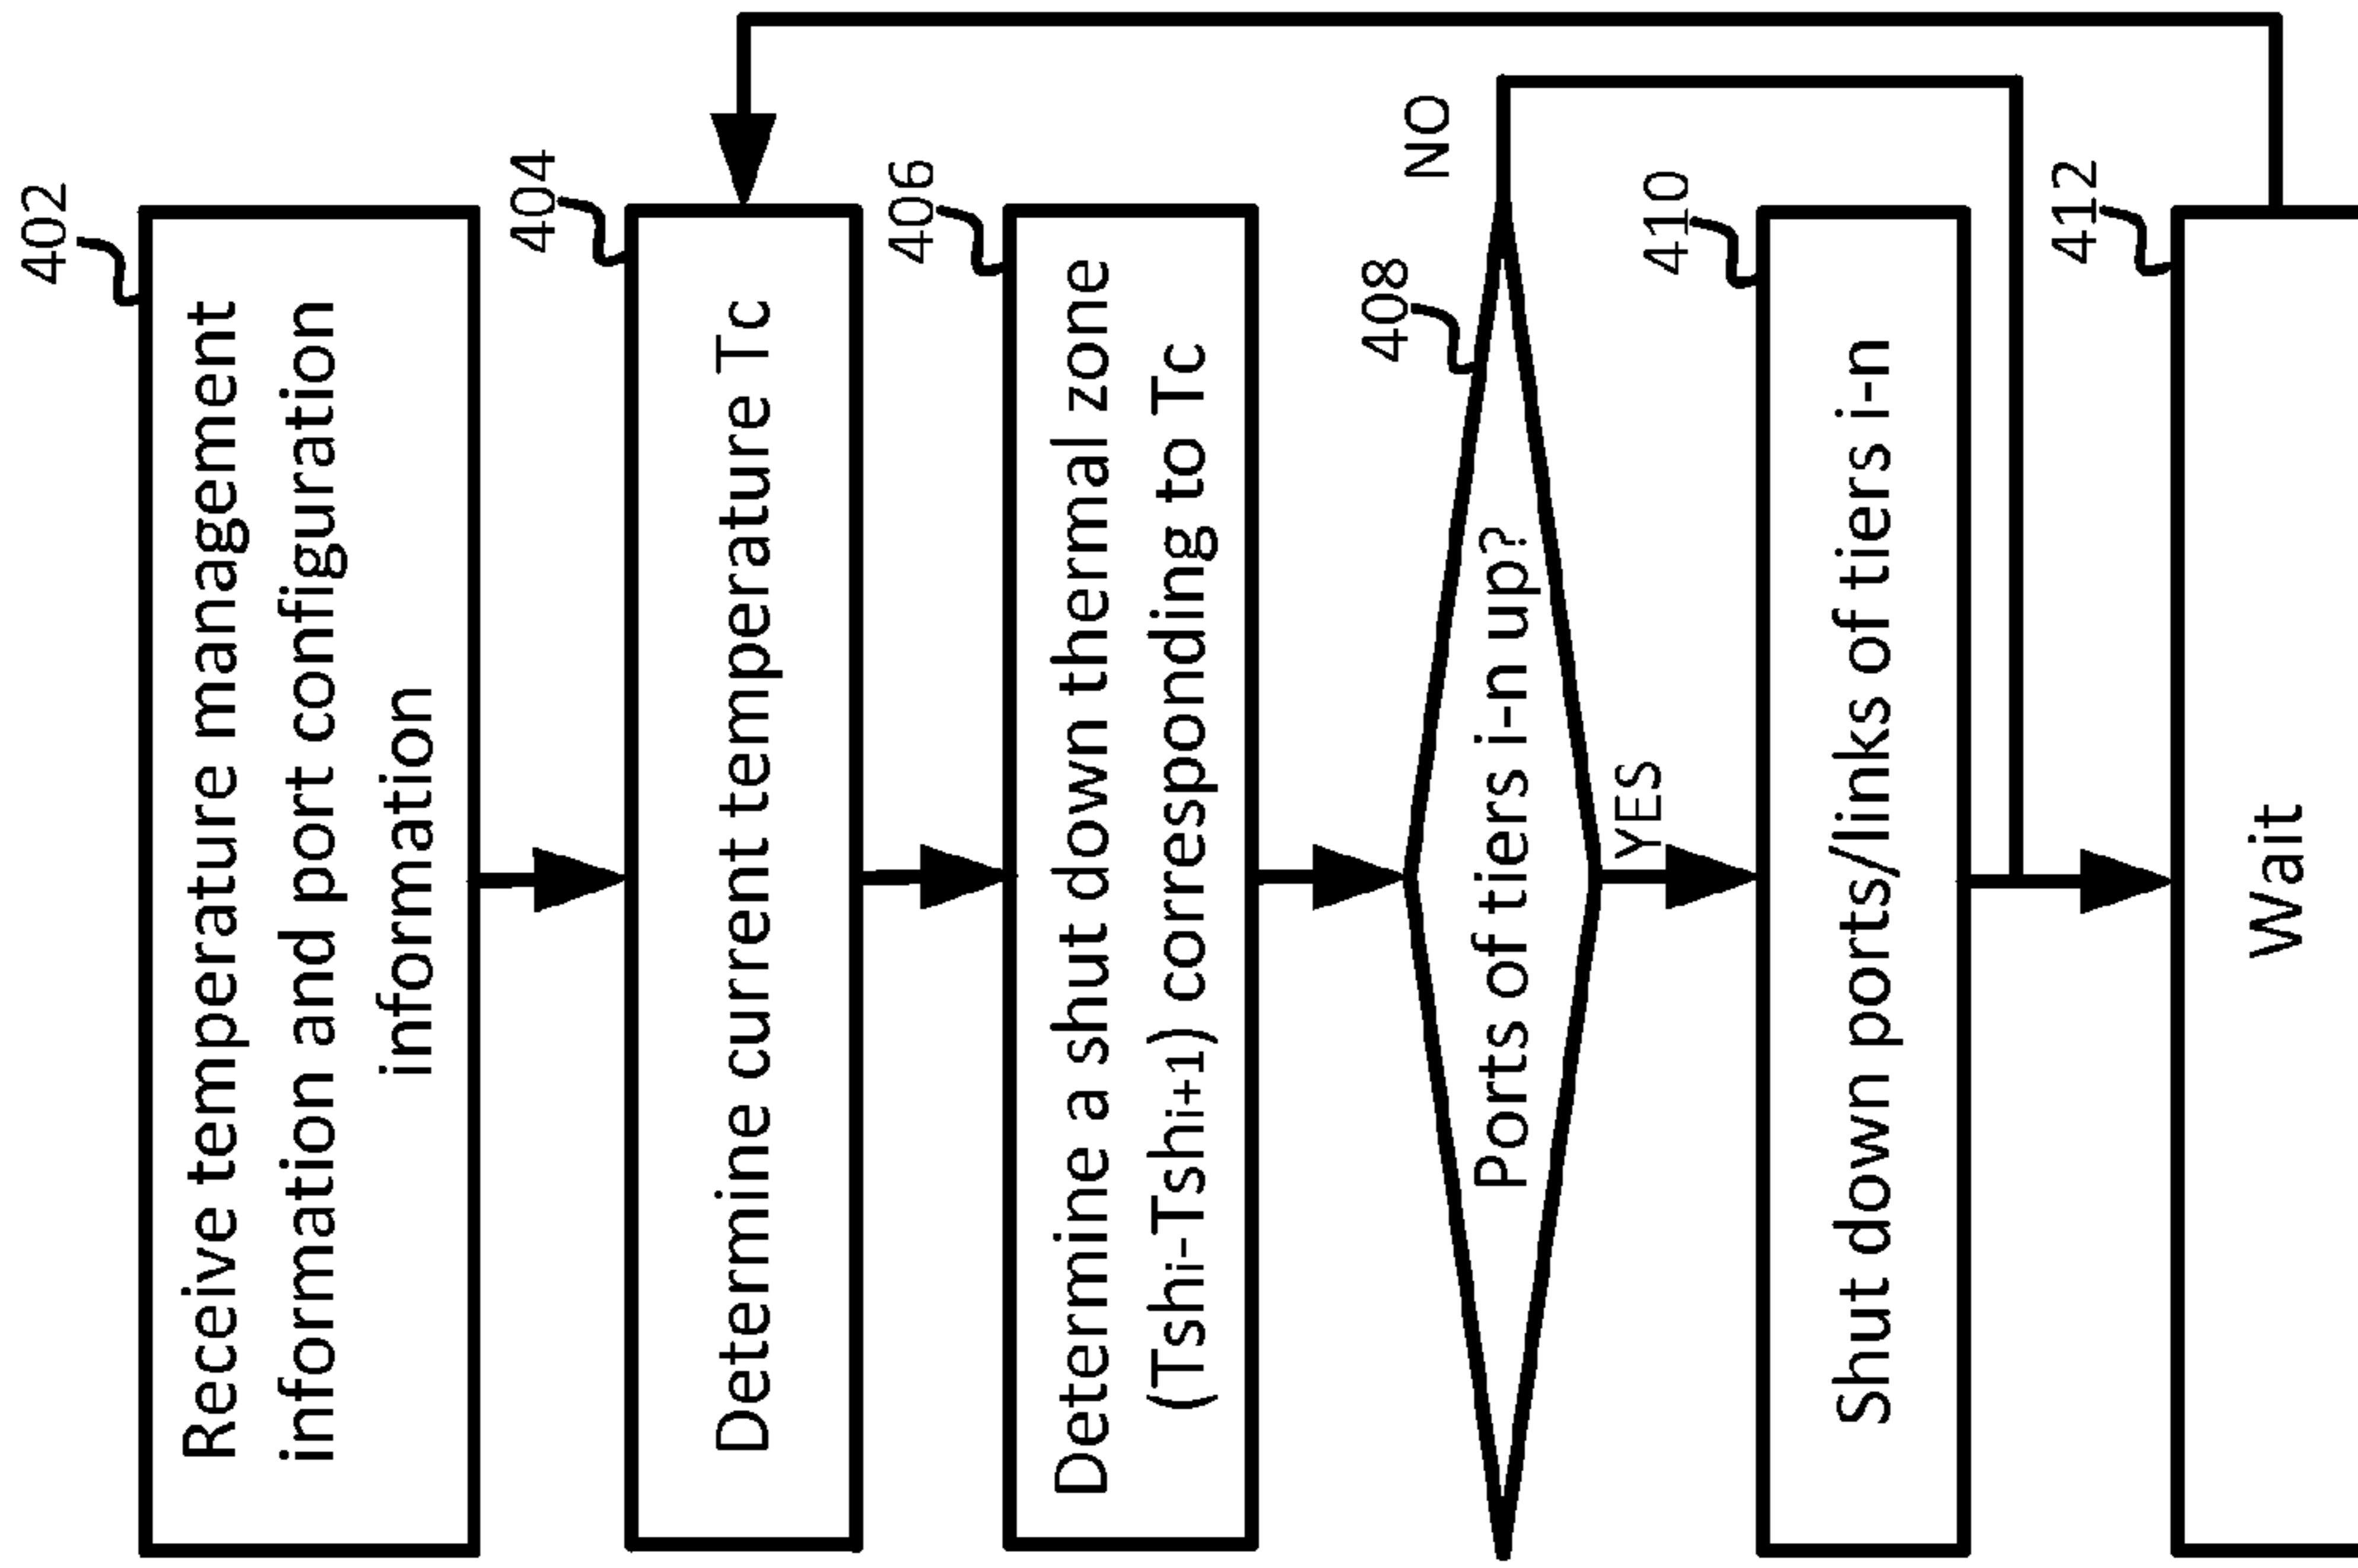 402
Receive temperature management
information and port configuration
information
404
Determine current temperature Tc
406
Determine a shut down thermal zone
(Tshi-Tshi+1) corresponding to Tc
408
NO
Ports of tiers i-n up?
YES
410
Shut down ports/links of tiers i-n
412
Wait